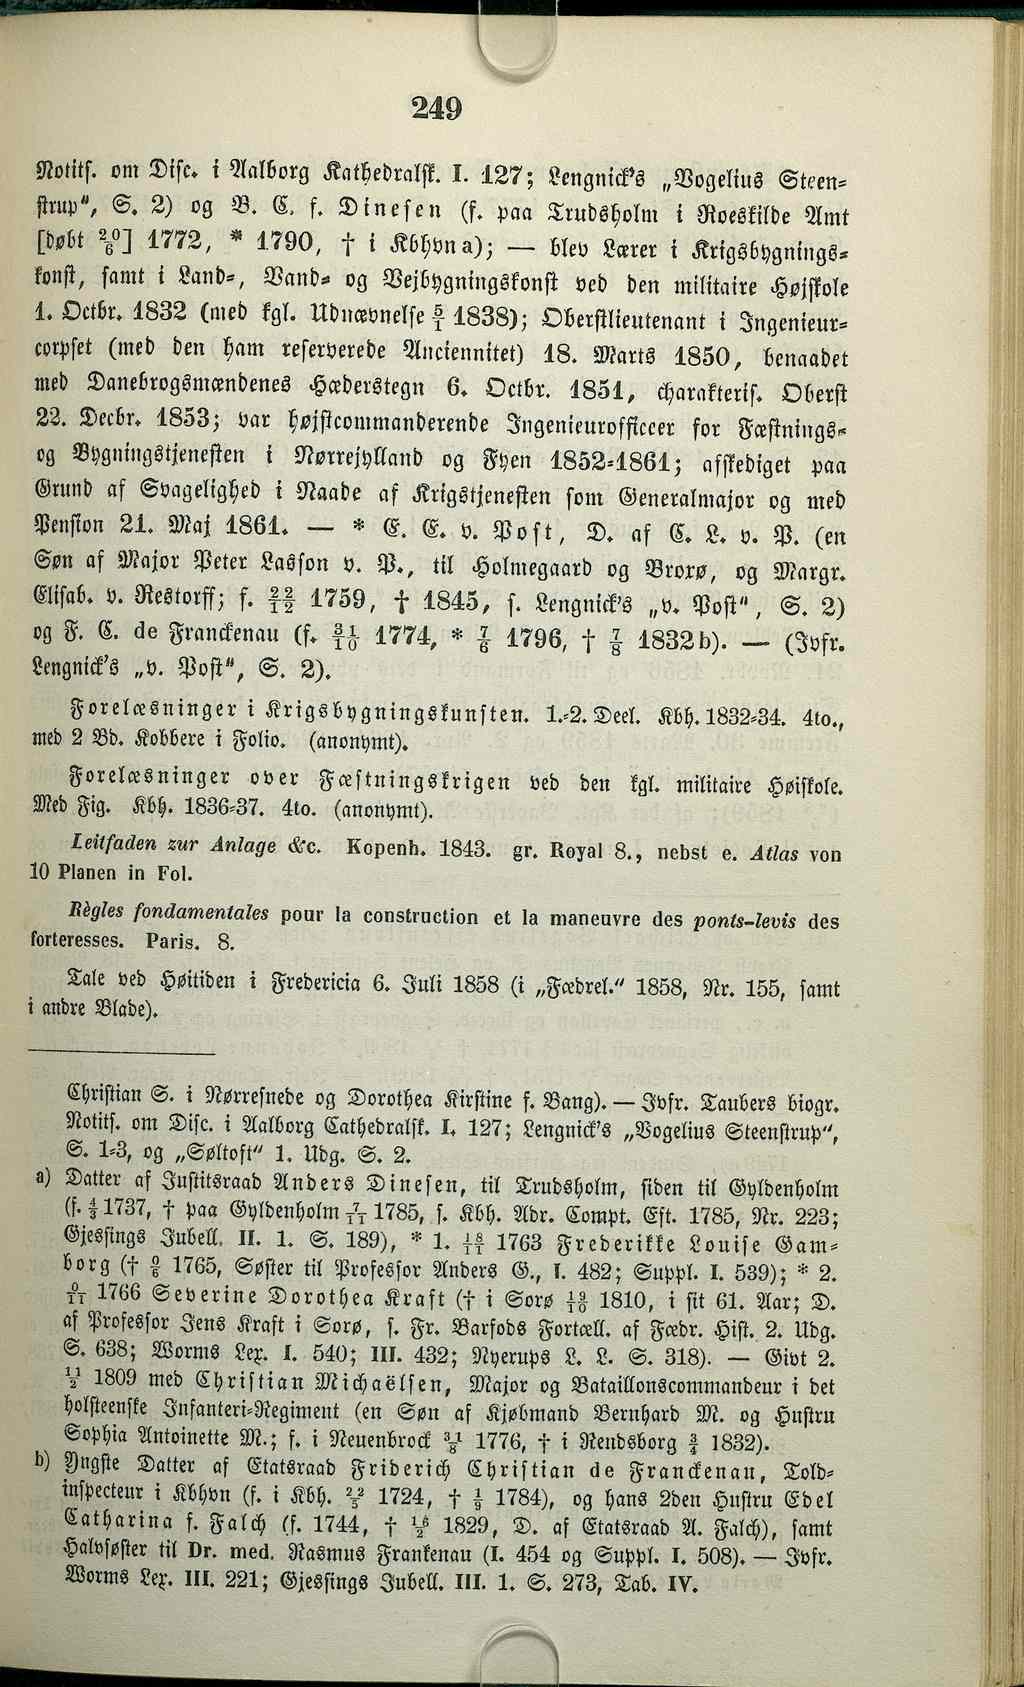 249
Notits. om Disc. i Aalborg Kathedralsk. I. 127; Lengnick's „Vogelius Steen-
strup", S. 2) og B. C. f. Dinesen (f. paa Trudsholm i Roeskilde Amt
[døbt 20/6] 1772, * 1790, † i Kbhvn a); — blev Lærer i Krigsbygnings-
konst, samt i Land-, Vand- og Vejbygningskonst ved den militaire Højskole
1. Octbr. 1832 (med kgl. Udnævnelse 5/1 1838); Oberstlieutenant i Ingenieur-
corpset (med den ham reserverede Anciennitet) 18. Marts 1850, benaadet
med Danebrogsmændenes Hæderstegn 6. Octbr. 1851, charakteris. Oberst
22. Decbr. 1853; var højstcommanderende Ingenieurofficeer for Fæstnings-
og Bygningstjenesten i Nørrejylland og Fyen 1852-1861; afskediget paa
Grund af Svagelighed i Naade af Krigstjenesten som Generalmajor og med
Pension 21. Maj 1861. — * E. E. v. Post, D. af C. L. v. P. (en
Søn af Major Peter Lasson v. P., til Holmegaard og Broxø, og Margr.
Elisab. v. Restorff; f. 22/12 1759, † 1845, s. Lengnick's „v. Post", S. 2)
og F. C. de Franckenau (f. 31/10 1774, * 7/6 1796, † 7/8 1832 b). — (Jvfr.
Lengnick's „v. Post", S. 2).
Forelæsninger i Krigsbygningskunsten. 1.-2. Deel. Kbh. 1832-34. 4to.,
med 2 Bd. Kobbere i Folio. (anonymt).
Forelæsninger over Fæstningskrigen ved den kgl. militaire Høiskole.
Med Fig. Kbh. 1836-37. 4to. (anonymt).
Leitfaden zur Anlage &c. Kopenh. 1843. gr. Royal 8., nebst e. Atlas von
10 Planen in Fol.
Règles fondamentales pour la construction et la maneuvre des ponts-levis des
forteresses. Paris. 8.
Tale ved Høitiden i Fredericia 6. Juli 1858 (i „Fædrel." 1858, Nr. 155, samt
i andre Blade).
Christian S. i Nørresnede og Dorothea Kirstine f. Bang). — Jvfr. Taubers biogr.
Notits. om Disc. i Aalborg Cathedralsk. I. 127; Lengnick's „Vogelius Steenstrup",
S. 1-3, og „Søltoft" 1. Udg. S. 2.
a) Datter af Justitsraad Anders Dinesen, til Trudsholm, siden til Gyldenholm
(f. 4/3 1737, † paa Gyldenholm 7/11 1785, s. Kbh. Adr. Compt. Eft. 1785, Nr. 223;
Gjessings Jubell. II. 1. S. 189), * 1. 18/11 1763 Frederikke Louise Gam-
borg († 9/8 1765, Søster til Professor Anders G., I. 482; Suppl. I. 539); * 2.
1766 Severine Dorothea Kraft († i Sorø 19/10 1810, i sit 61. Aar; D.
af Professor Jens Kraft i Sorø, s. Fr. Barfods Fortæll. af Fædr. Hist. 2. Udg.
S. 638; Worms Lex. I. 540; III. 432; Nyerups L. L. S. 318). — Givt 2.
11/2 1809 med Christian Michaëlsen, Major og Bataillonscommandeur i det
holsteenske Infanteri-Regiment (en Søn af Kjøbmand Bernhard M. og Hustru
Sophia Antoinette M.; f. i Neuenbrock 31/8 1776, † i Rendsborg 3/4 1832).
b) Yngste Datter af Etatsraad Friderich Christian de Franckenau, Told-
inspecteur i Kbhvn (f. i Kbh. 22/5 1724, † 1/9 1784), og hans 2den Hustru Edel
Catharina f. Falch (f. 1744, † 16/2 1829, D. af Etatsraad A. Falch), samt
Halvsøster til Dr. med. Rasmus Frankenau (I. 454 og Suppl. I. 508). — Jvfr.
Worms Lex. III. 221; Gjessings Jubell. III. 1. S. 273, Tab. IV.